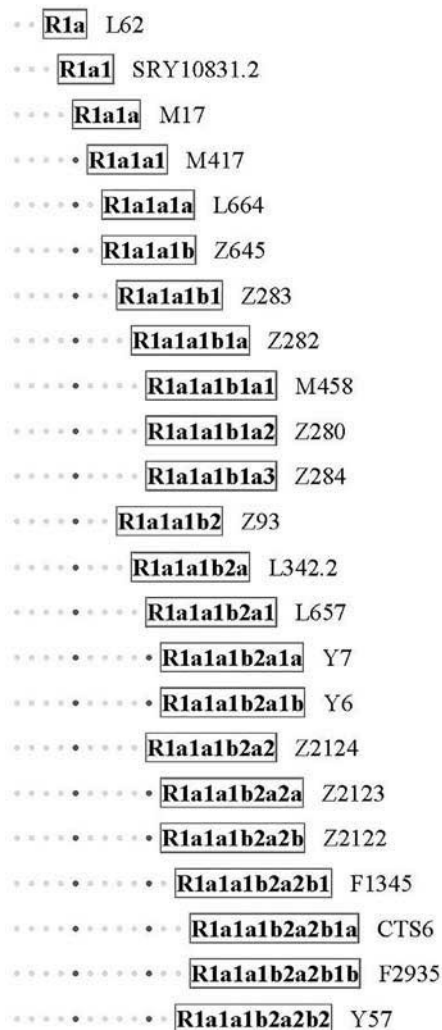 R1a L62
R1a1 SRY10831.2
R1a1a M17
R1a1a1 M417
R1a1a1a L664
R1a1a1b Z645
R1a1a1b1 Z283
R1a1a1b1a Z282
R1a1a1b1a1 M458
R1a1a1b1a2 Z280
R1a1a1b1a3 Z284
R1a1a1b2 Z93
R1a1a1b2a L342.2
R1a1a1b2a1 L657
R1a1a1b2a1a Y7
R1a1a1b2a1b Y6
R1a1a1b2a2 Z2124
R1a1a1b2a2a Z2123
R1a1a1b2a2b Z2122
R1a1a1b2a2b1 F1345
R1a1a1b2a2b1a CTS6
R1a1a1b2a2b1b F2935
R1a1a1b2a2b2 Y57